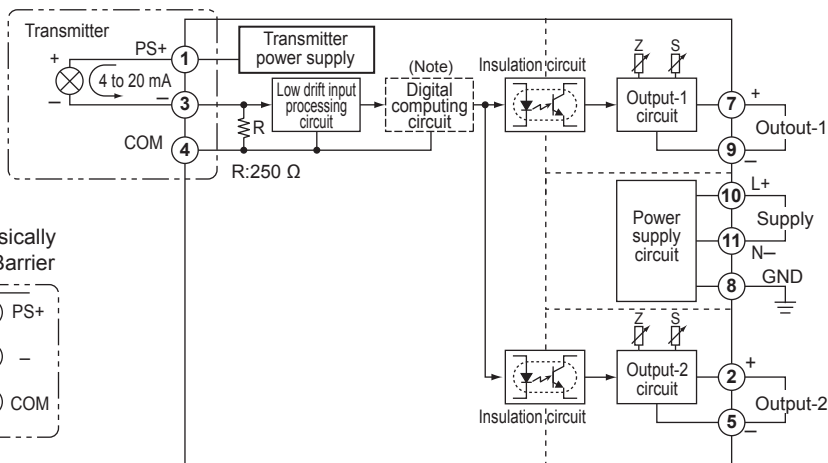 Transmitter
PS+
1
Transmitter
power supply
+
4 to 20 mA
–
–
3
Low drift input
processing
circuit
(Note)
Digital
computing
circuit
R
COM
4
R:250 Ω
Insulation circuit
Z
S
Output-1
circuit
7
+
Outout-1
9
–
10
L+
Power
supply
circuit
Supply
11
N–
8
GND
sically
Barrier
PS+
–
COM
Z
S
Output-2
circuit
2
+
Output-2
5
–
Insulation circuit